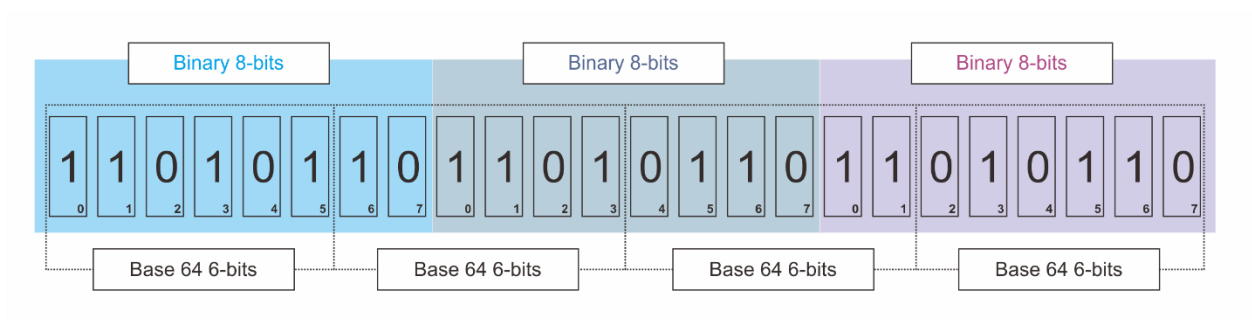 Binary 8-bits Binary 8-bits Binary 8-bits
1 1 0 1 0 1 1 0 1 1 0 1 0 1 1 0 1 1 0 1 0 1 1 0
0 1 2 3 4 5 6 7 0 1 2 3 4 5 6 7 0 1 2 3 4 5 6 7
Base 64 6-bits Base 64 6-bits Base 64 6-bits Base 64 6-bits